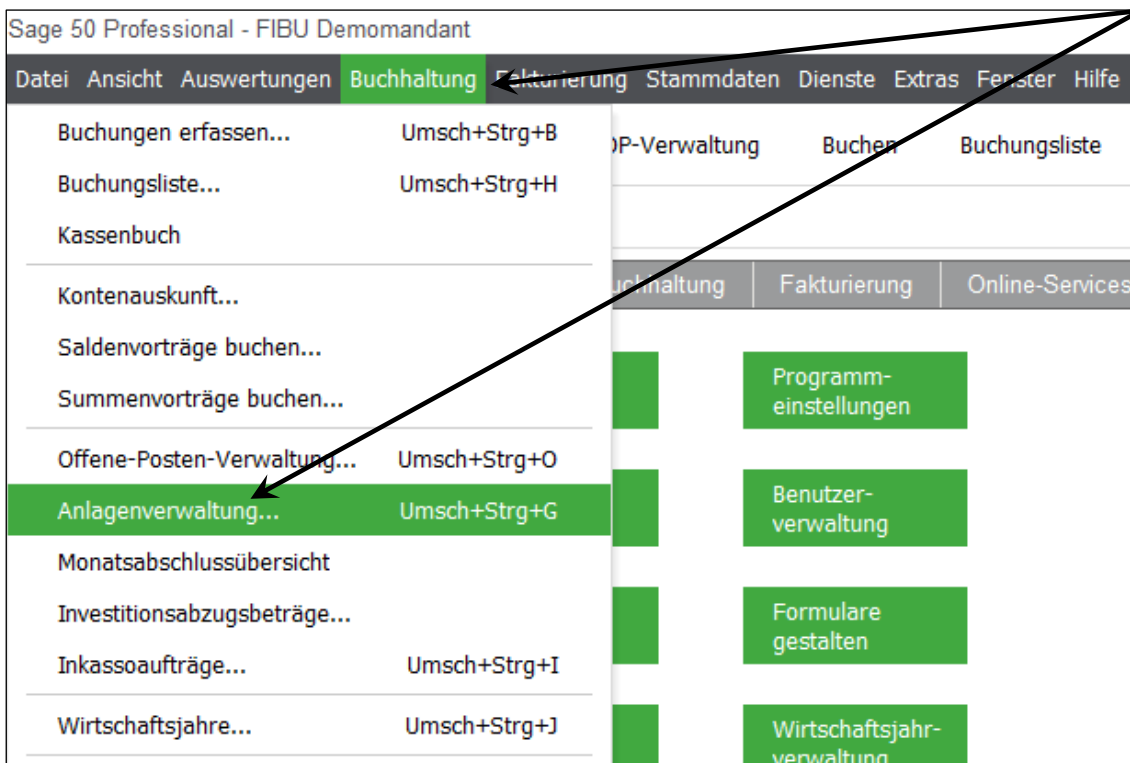 Sage 50 Professional - FIBU Demomandant
Datei Ansicht Auswertungen Buchhaltung Fakturierung Stammdaten Dienste Extras Fenster Hilfe
Buchungen erfassen... Umsch+Strg+B
Buchungsliste... Umsch+Strg+H
Kassenbuch
Kontenauskunft...
Saldenvorträge buchen...
Summenvorträge buchen...
Offene-Posten-Verwaltung... Umsch+Strg+O
Anlagenverwaltung... Umsch+Strg+G
Monatsabschlussübersicht
Investitionsabzugsbeträge...
Inkassoaufträge... Umsch+Strg+I
Wirtschaftsjahre... Umsch+Strg+J
OP-Verwaltung Buchen Buchungsliste
Buchhaltung Fakturierung Online-Services
Programm-
einstellungen
Benutzer-
verwaltung
Formulare
gestalten
Wirtschaftsjahr-
verwaltung